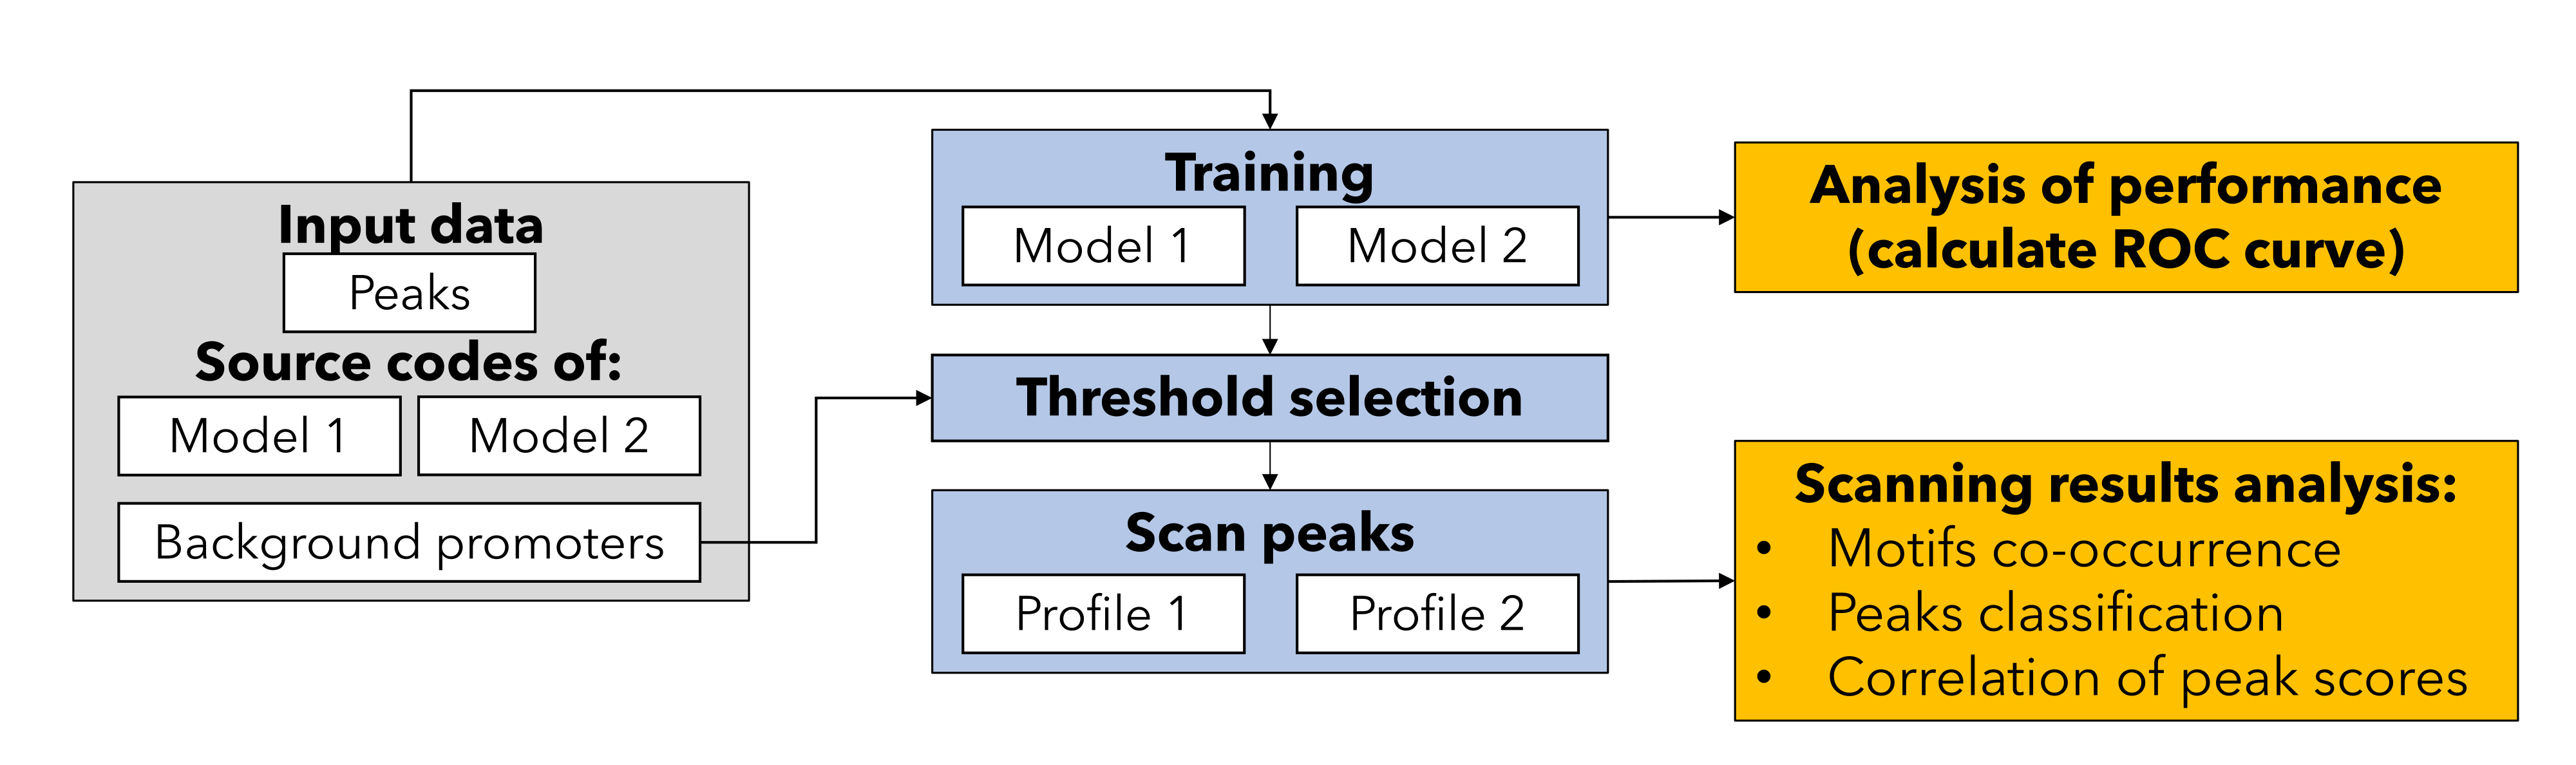 Input data
Peaks
Source codes of:
Model 1
Model 2
Background promoters
Training
Model 1
Model 2
Threshold selection
Scan peaks
Profile 1
Profile 2
Analysis of performance
(calculate ROC curve)
Scanning results analysis:
• Motifs co-occurrence
• Peaks classification
• Correlation of peak scores